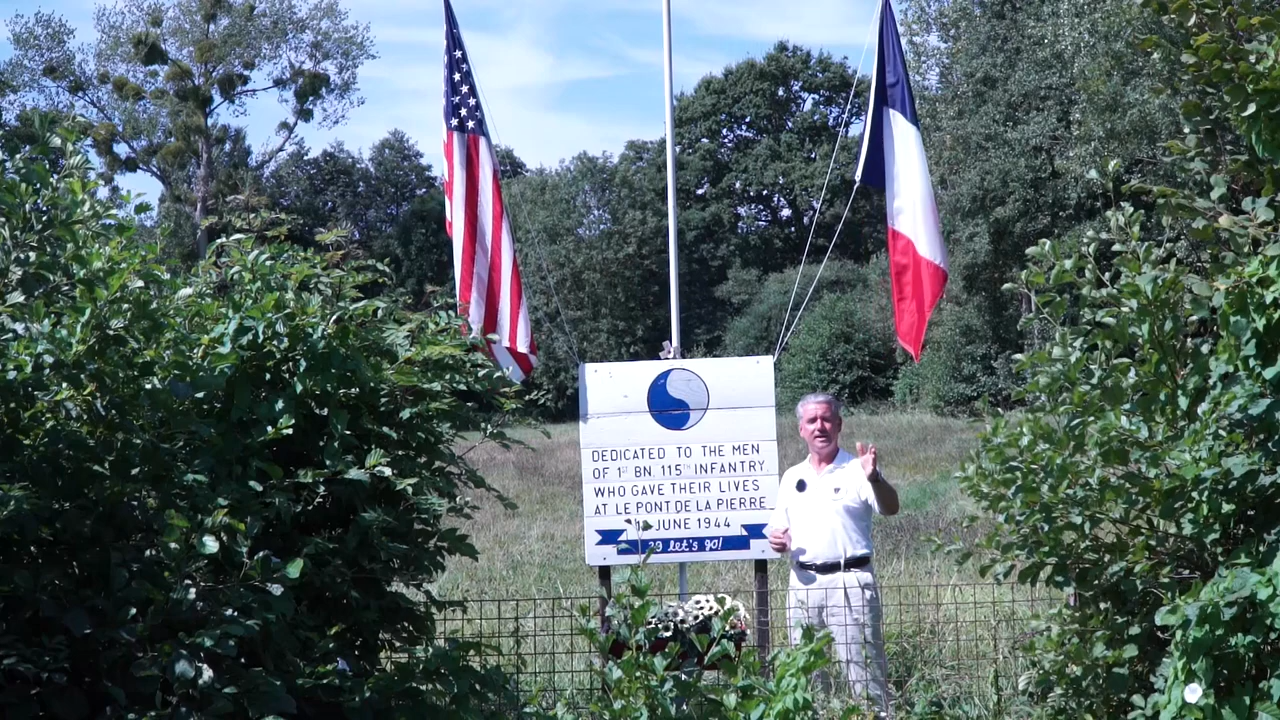 DEDICATED TO THE MEN
OF 1ST BN. 115TH INFANTRY
WHO GAVE THEIR LIVES
AT LE PONT DE LA PIERRE
JUNE 1944
29 let's go!